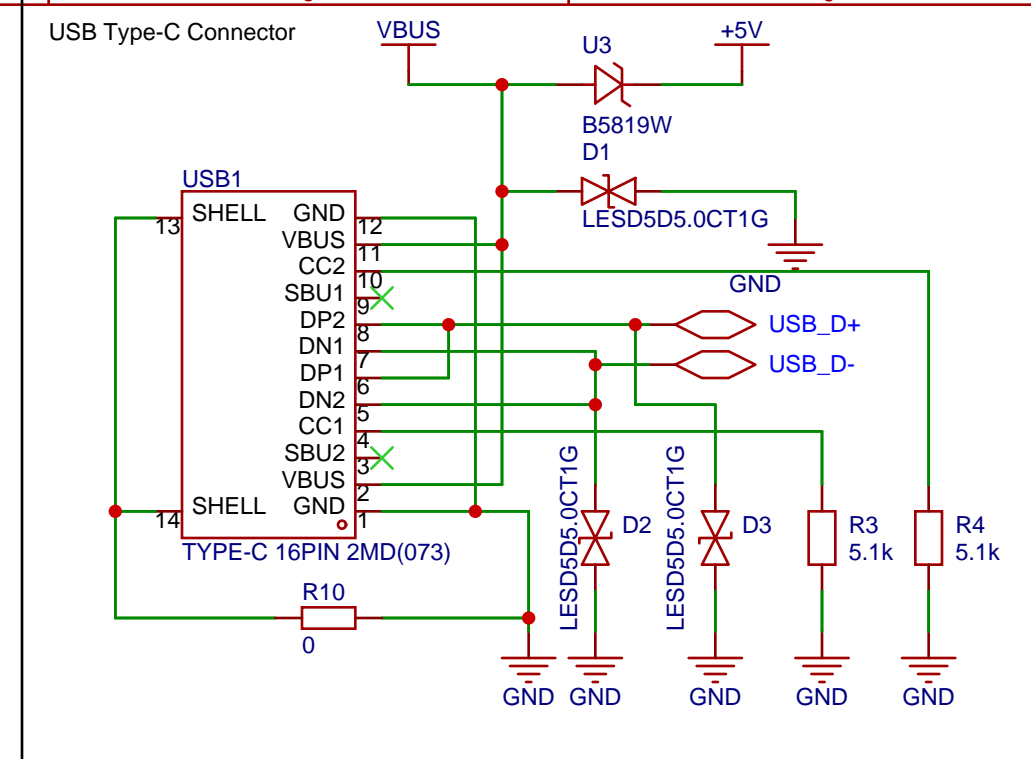 USB Type-C Connector
VBUS
+5V
U3
B5819W
D1
LESD5D5.0CT1G
GND
USB1
13
SHELL
GND
12
VBUS
11
CC2
10
SBU1
9
DP2
8
DN1
7
DP1
6
DN2
5
CC1
4
SBU2
3
VBUS
2
14
SHELL
GND
1
TYPE-C 16PIN 2MD(073)
USB_D+
USB_D-
R10
0
LESD5D5.0CT1G
D2
LESD5D5.0CT1G
D3
R3
5.1k
R4
5.1k
GND
GND
GND
GND
GND